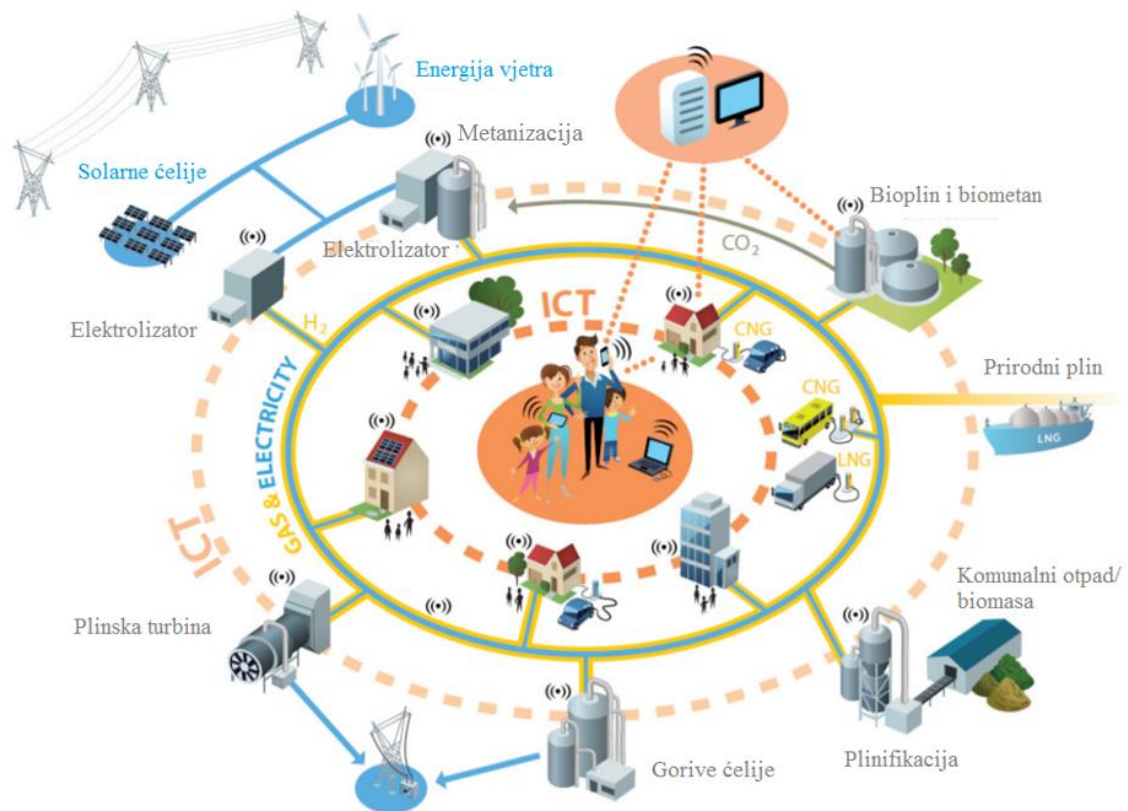 Energija vjetra
Metanizacija
Solarne ćelije
Bioplin i biometan
CO2
Elektrolizator
ICT
Elektrolizator
H2
CNG
Prirodni plin
CNG
LNG
LNG
GAS & ELECTRICITY
ICT
Komunalni otpad/
biomasa
Plinska turbina
Plinifikacija
Gorive ćelije